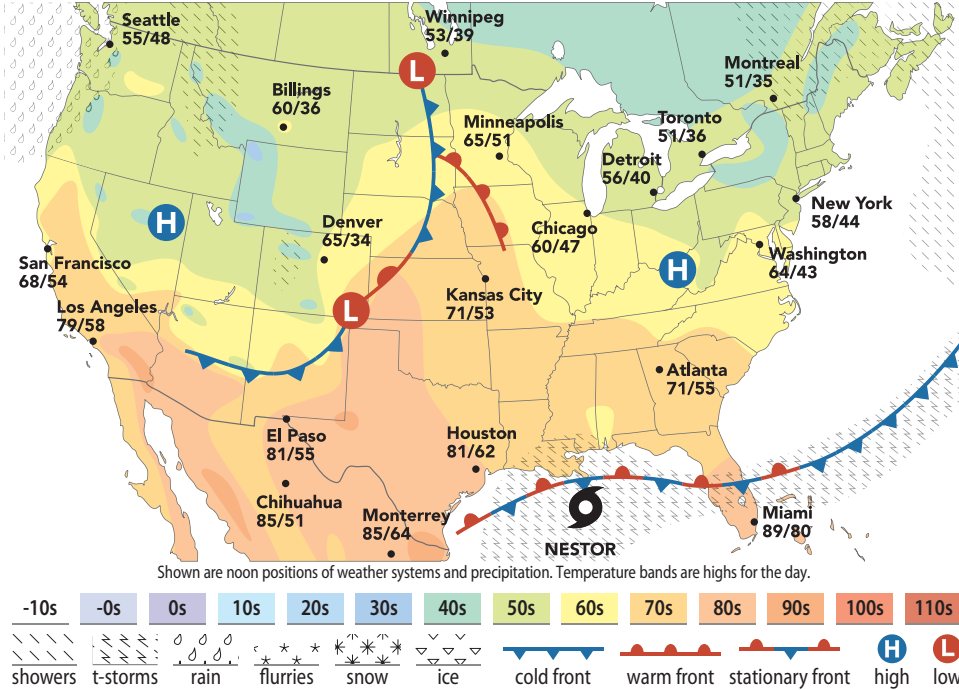 Seattle
55/48
Winnipeg
53/39
L
Billings
60/36
Montreal
51/35
Minneapolis
65/51
Toronto
51/36
Detroit
56/40
H
Denver
65/34
Chicago
60/47
New York
58/44
Washington
64/43
San Francisco
68/54
H
Kansas City
71/53
Los Angeles
79/58
L
Atlanta
71/55
El Paso
81/55
Houston
81/62
Chihuahua
85/51
Monterrey
85/64
Miami
89/80
NESTOR
Shown are noon positions of weather systems and precipitation. Temperature bands are highs for the day.
-10s -0s 0s 10s 20s 30s 40s 50s 60s 70s 80s 90s 100s 110s
H L
showers t-storms rain flurries snow ice cold front warm front stationary front high low